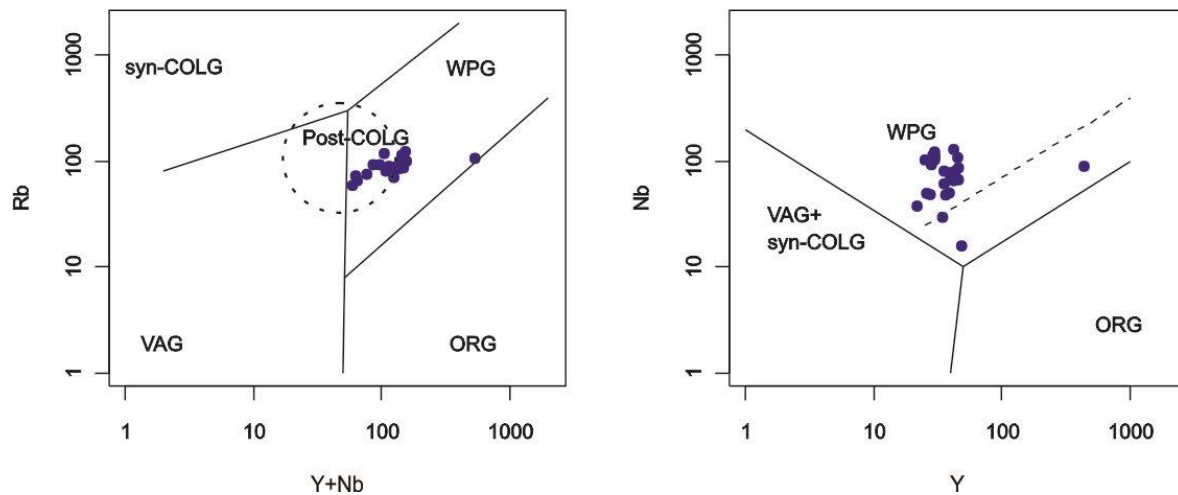 1000
100
10
1
Rb
syn-COLG
WPG
Post-COLG
VAG
ORG
1
10
100
1000
Y+Nb
1000
100
10
1
Nb
WPG
VAG+
syn-COLG
ORG
1
10
100
1000
Y